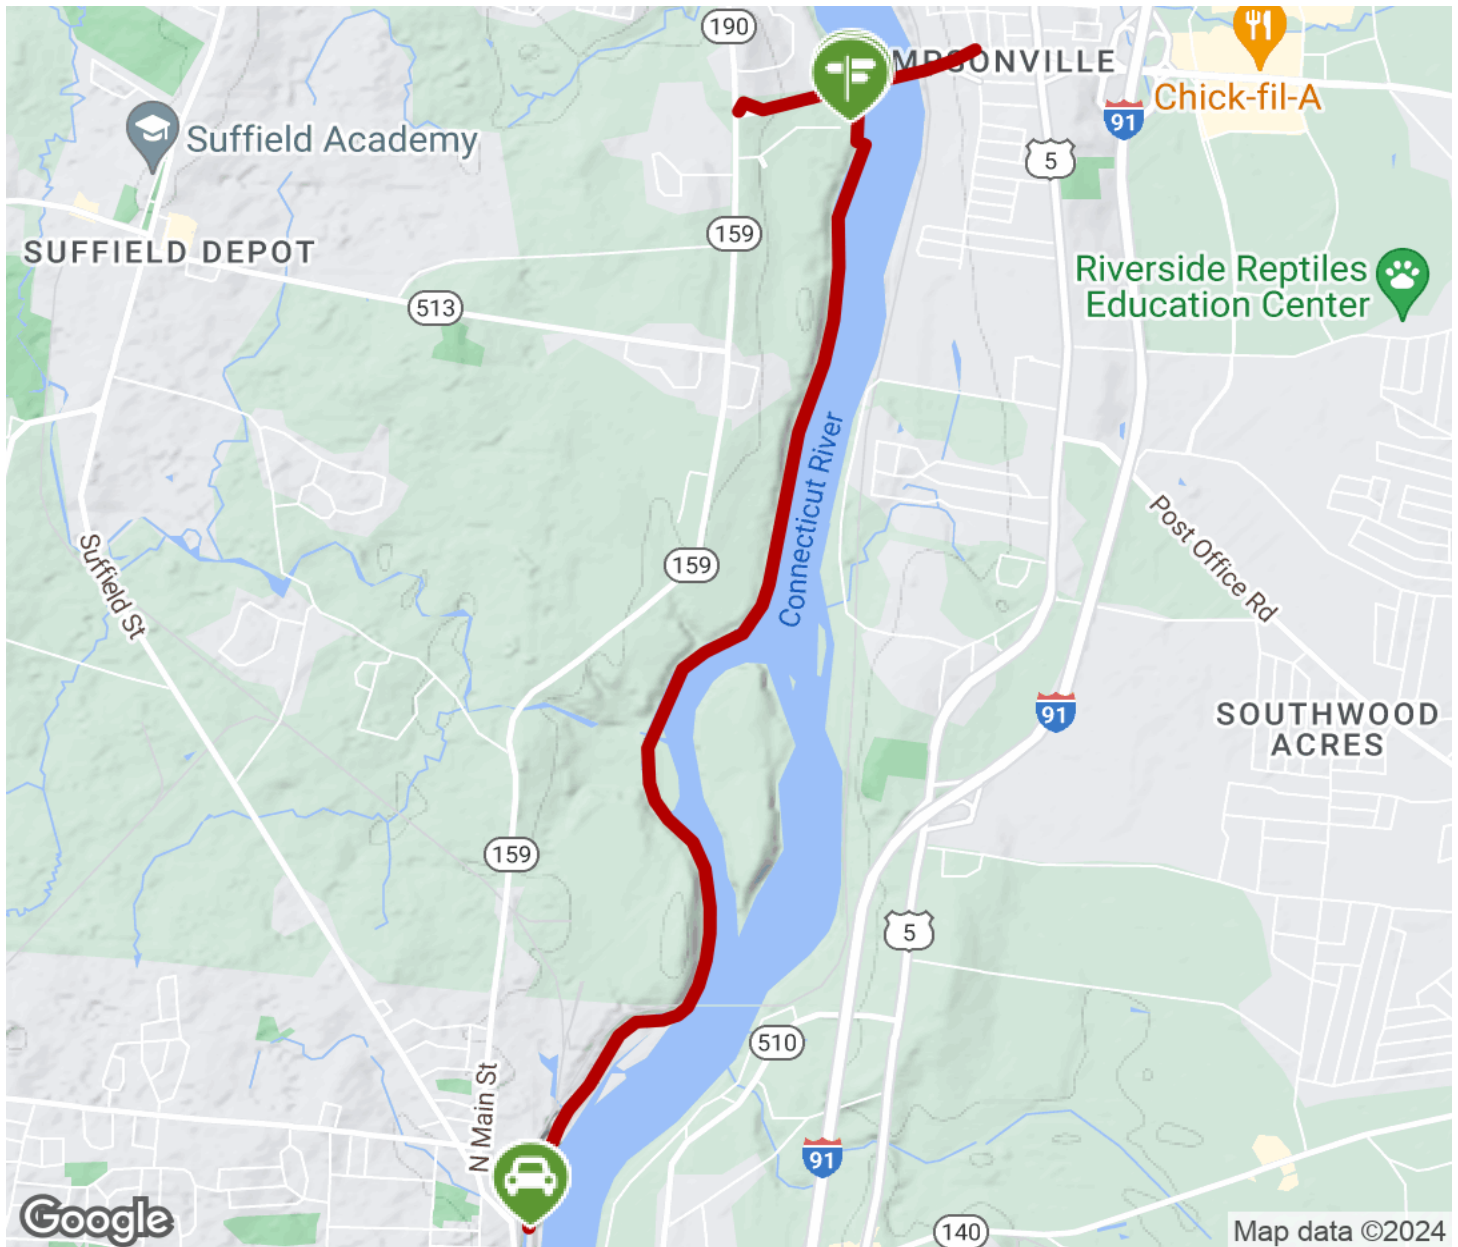 190
MPSONVILLE
Chick-fil-A
91
Suffield Academy
5
159
SUFFIELD DEPOT
Riverside Reptiles
Education Center
513
Connecticut River
Post Office Rd
Suffield St
159
91
SOUTHWOOD
ACRES
159
5
510
N Main St
91
Google
140
Map data ©2024